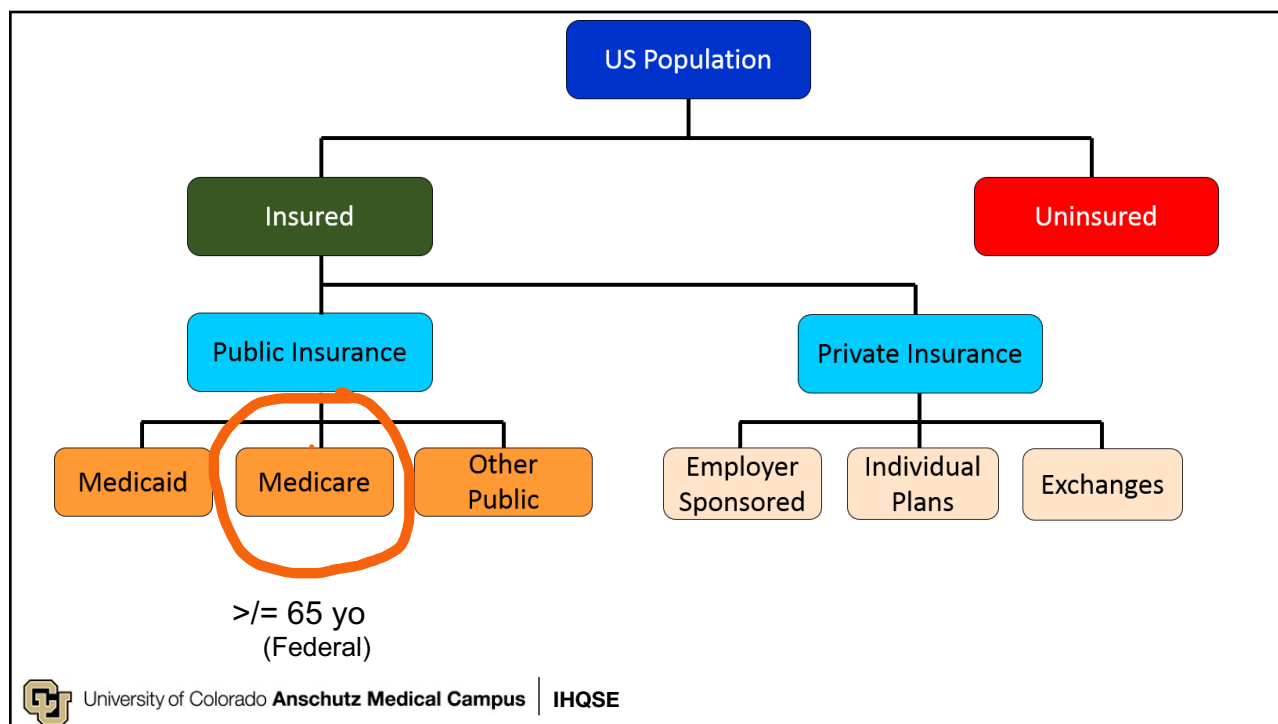 US Population
Insured
Uninsured
Public Insurance
Private Insurance
Medicaid
Medicare
Other
Public
Employer
Sponsored
Individual
Plans
Exchanges
>/= 65 yo
(Federal)
CU University of Colorado Anschutz Medical Campus | IHQSE